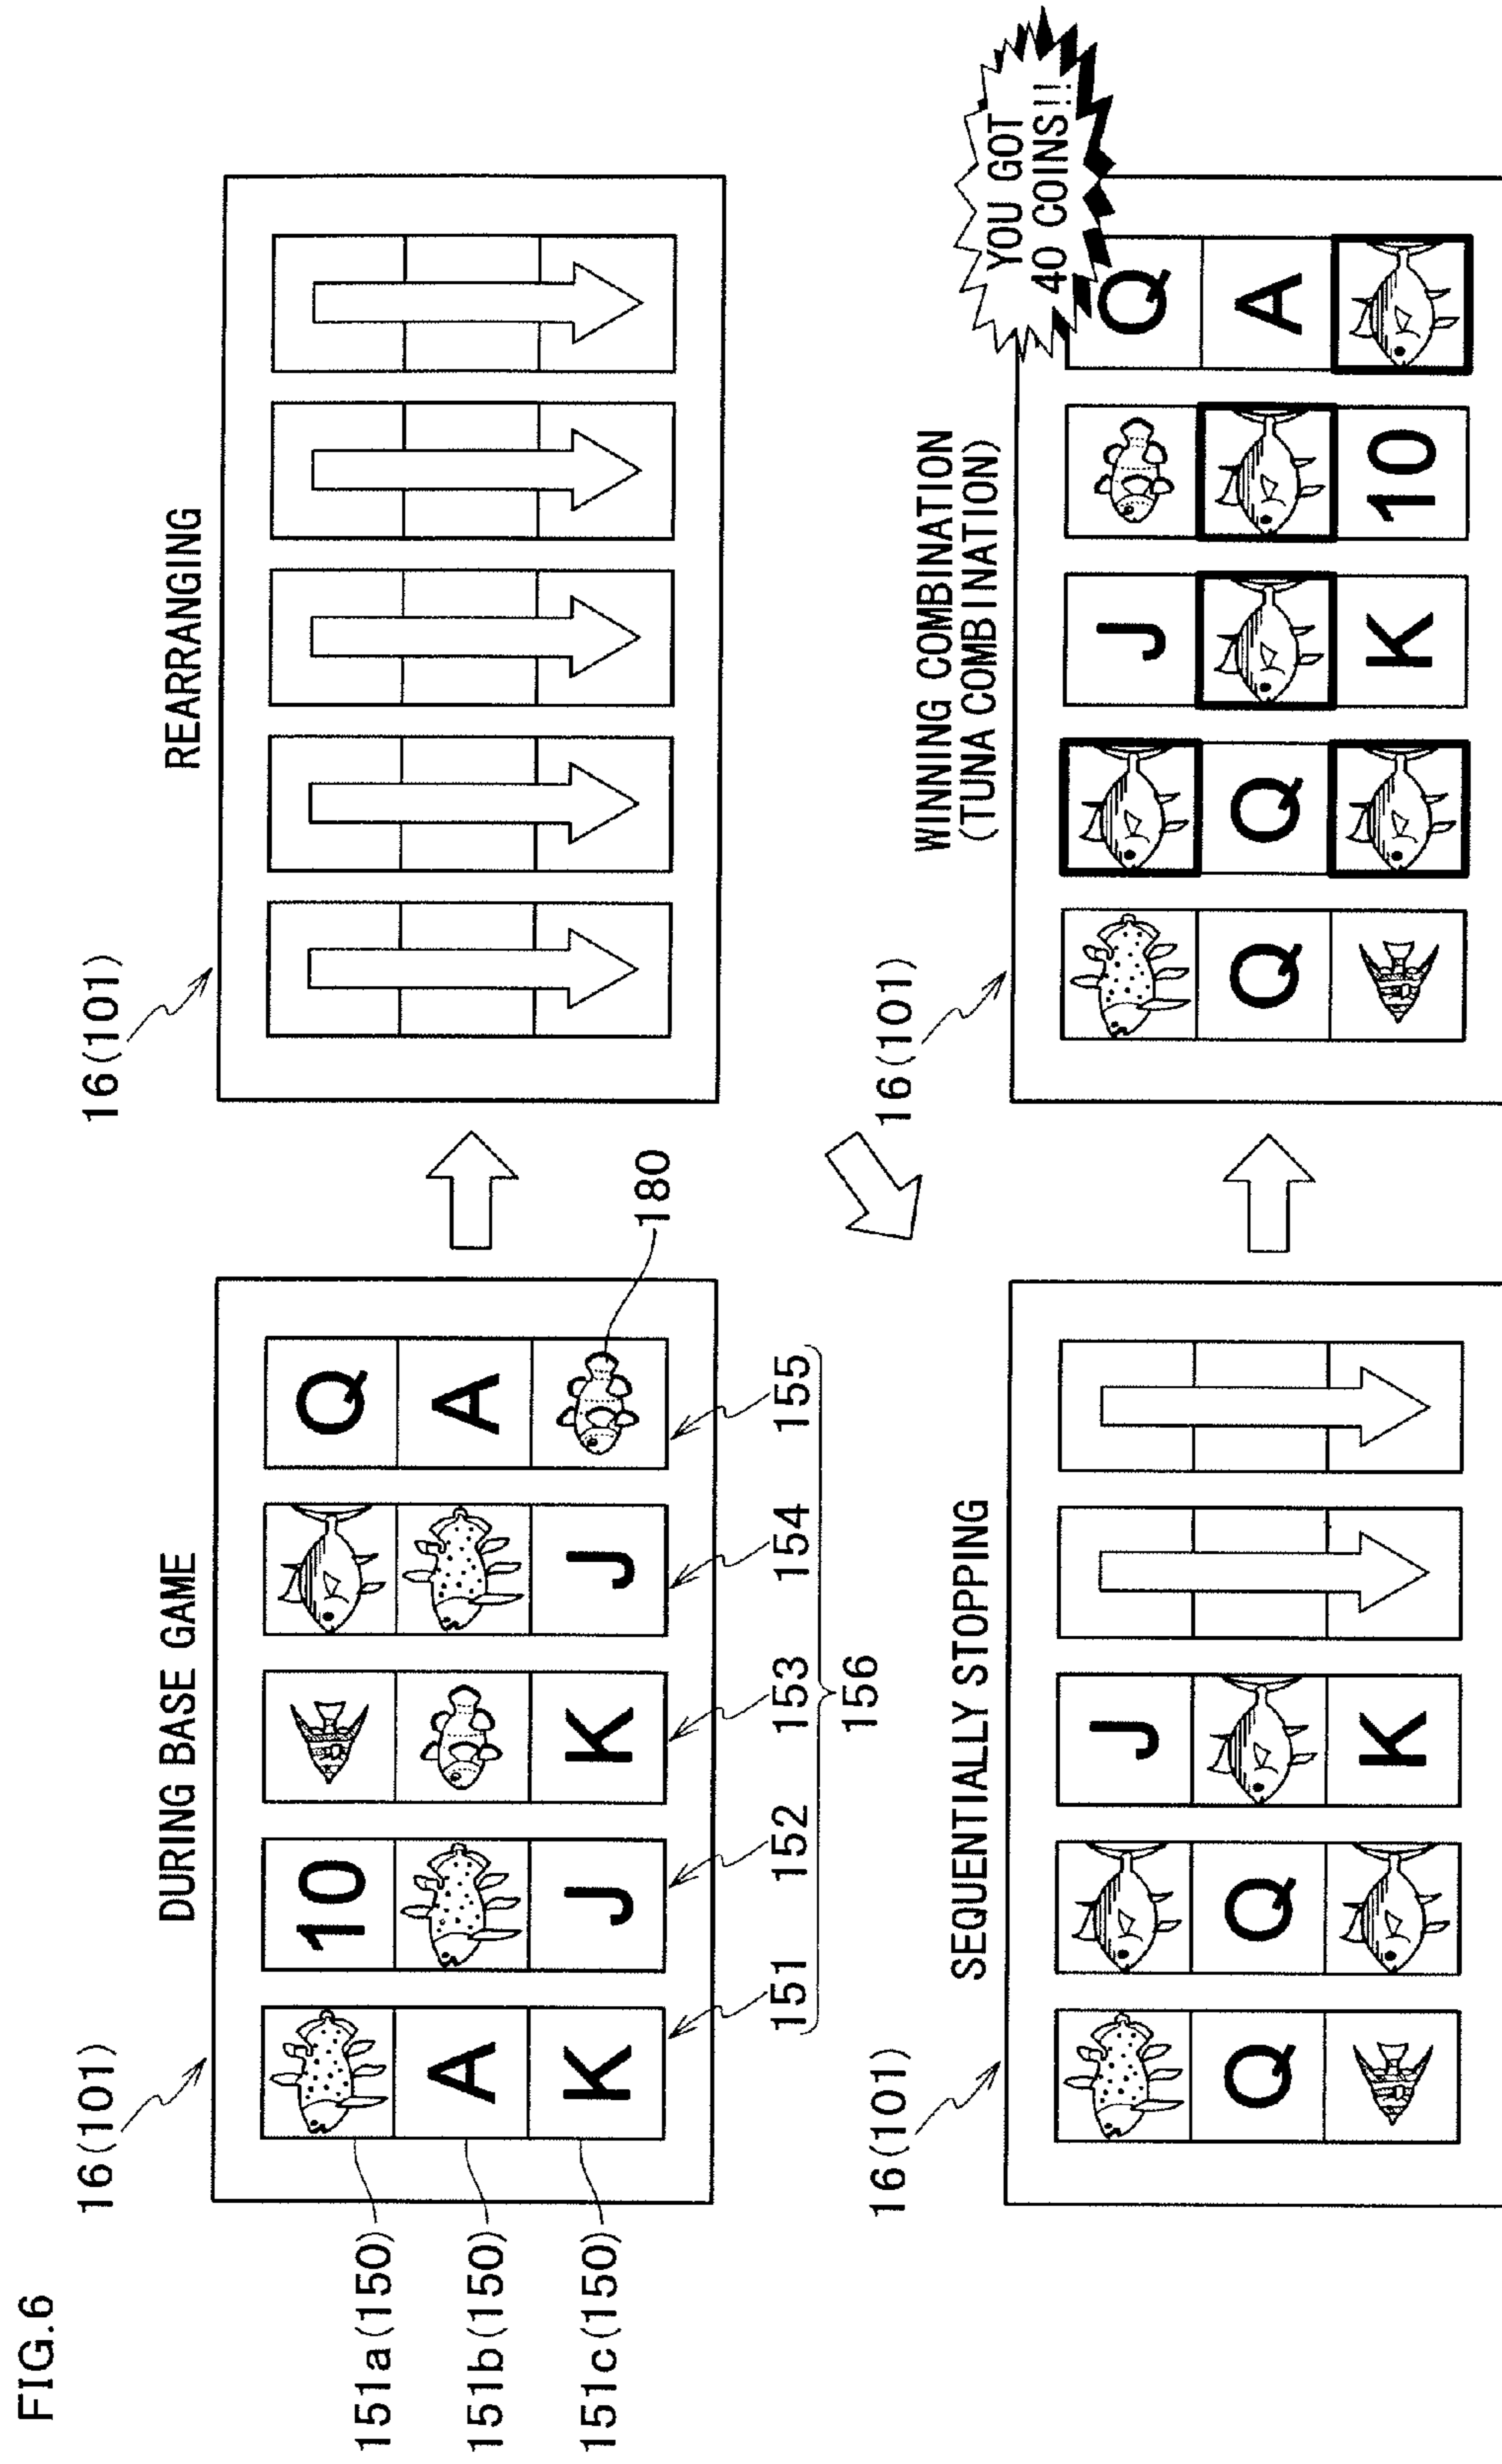 FIG.6
DURING BASE GAME
16(101)
10
Q
A
A
K
J
K
J
151a(150)
151b(150)
151c(150)
151
152
153
154
155
156
180
REARRANGING
16(101)
SEQUENTIALLY STOPPING
16(101)
J
Q
Q
K
WINNING COMBINATION
(TUNA COMBINATION)
16(101)
YOU GOT
40 COINS!!
J
Q
Q
Q
A
K
10